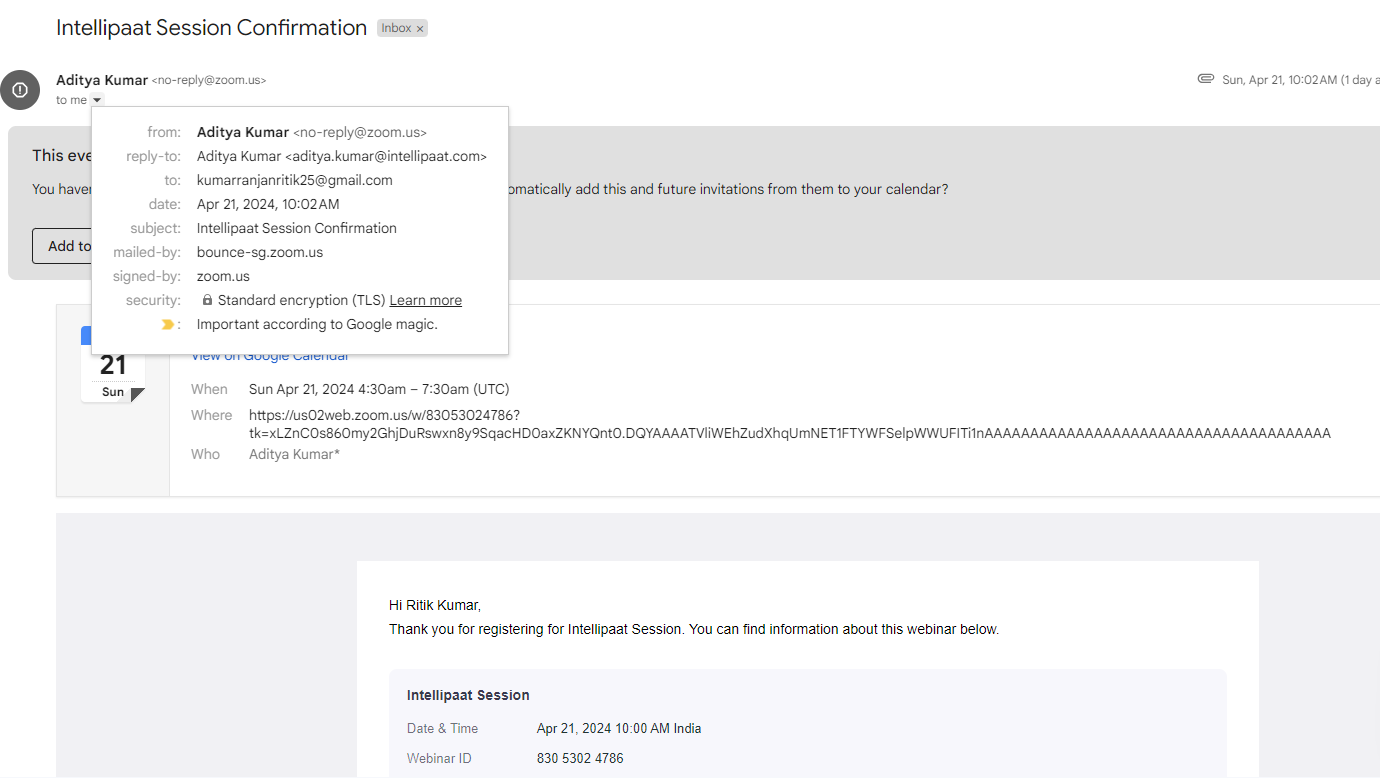 Intellipaat Session Confirmation Inbox ×
Aditya Kumar <no-reply@zoom.us>
Sun, Apr 21, 10:02 AM (1 day a
to me
from: Aditya Kumar <no-reply@zoom.us>
reply-to: Aditya Kumar <aditya.kumar@intellipaat.com>
to: kumarranjanritik25@gmail.com
date: Apr 21, 2024, 10:02 AM
subject: Intellipaat Session Confirmation
mailed-by: bounce-sg.zoom.us
signed-by: zoom.us
security: Standard encryption (TLS) Learn more
: Important according to Google magic.
This eve
You haven
omatically add this and future invitations from them to your calendar?
Add to
21
Sun
View on Google Calendar
When Sun Apr 21, 2024 4:30am – 7:30am (UTC)
Where https://us02web.zoom.us/w/83053024786?
Who Aditya Kumar*
Hi Ritik Kumar,
Thank you for registering for Intellipaat Session. You can find information about this webinar below.
Intellipaat Session
Date & Time Apr 21, 2024 10:00 AM India
Webinar ID 830 5302 4786